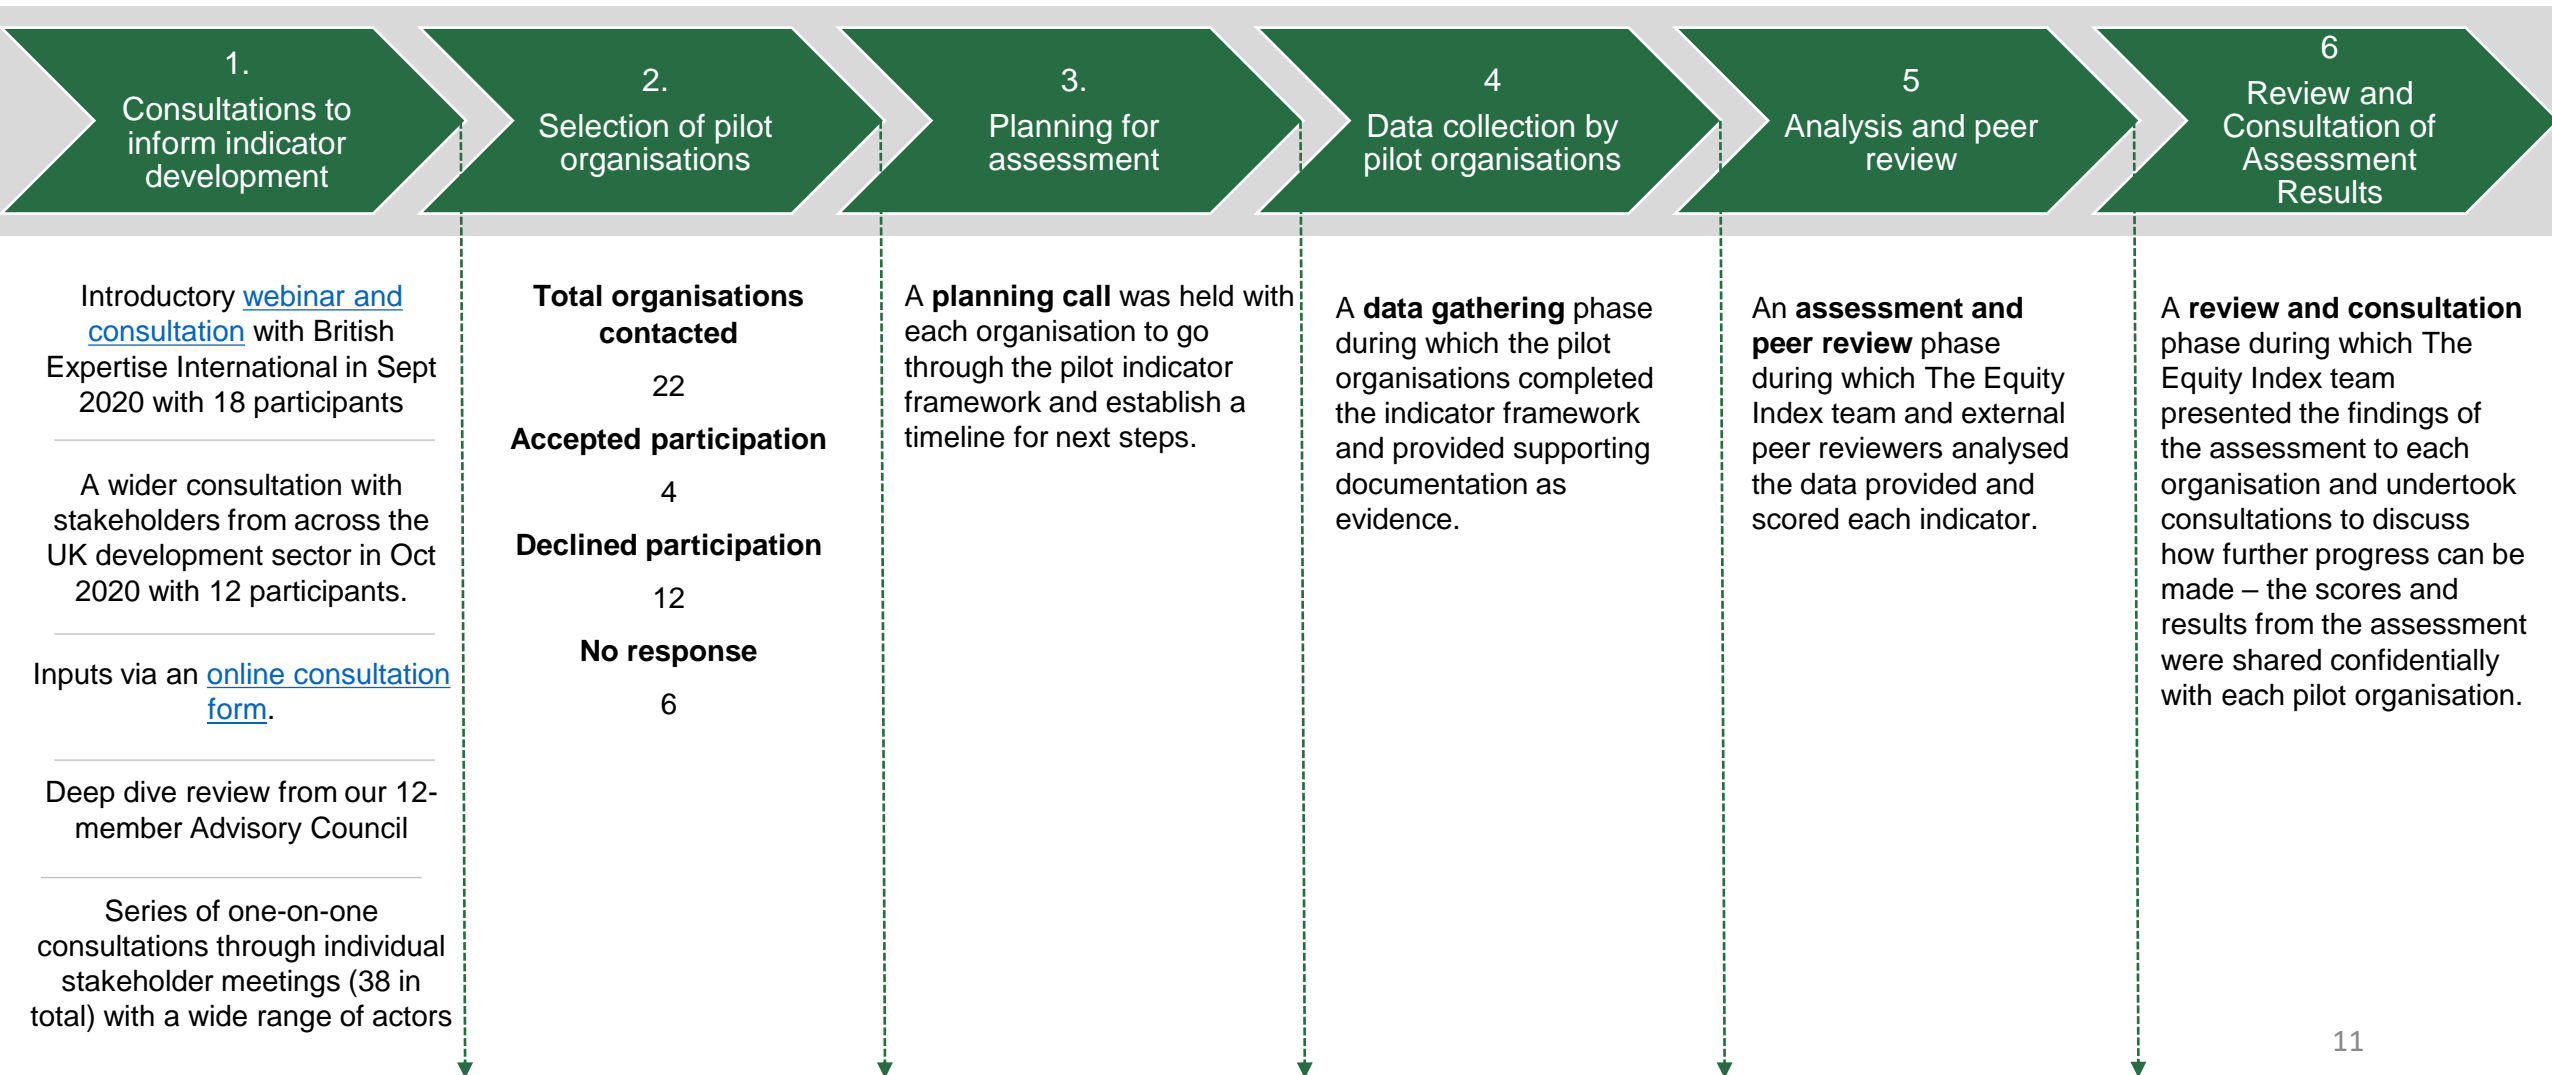 1.
Consultations to
inform indicator
development
2.
Selection of pilot
organisations
3.
Planning for
assessment
4
Data collection by
pilot organisations
5
Analysis and peer
review
6
Review and
Consultation of
Assessment
Results
Introductory webinar and
consultation with British
Expertise International in Sept
2020 with 18 participants
A wider consultation with
stakeholders from across the
UK development sector in Oct
2020 with 12 participants.
Inputs via an online consultation
form.
Deep dive review from our 12-
member Advisory Council
Series of one-on-one
consultations through individual
stakeholder meetings (38 in
total) with a wide range of actors
Total organisations
contacted
22
Accepted participation
4
Declined participation
12
No response
6
A planning call was held with
each organisation to go
through the pilot indicator
framework and establish a
timeline for next steps.
A data gathering phase
during which the pilot
organisations completed
the indicator framework
and provided supporting
documentation as
evidence.
An assessment and
peer review phase
during which The Equity
Index team and external
peer reviewers analysed
the data provided and
scored each indicator.
A review and consultation
phase during which The
Equity Index team
presented the findings of
the assessment to each
organisation and undertook
consultations to discuss
how further progress can be
made – the scores and
results from the assessment
were shared confidentially
with each pilot organisation.
11